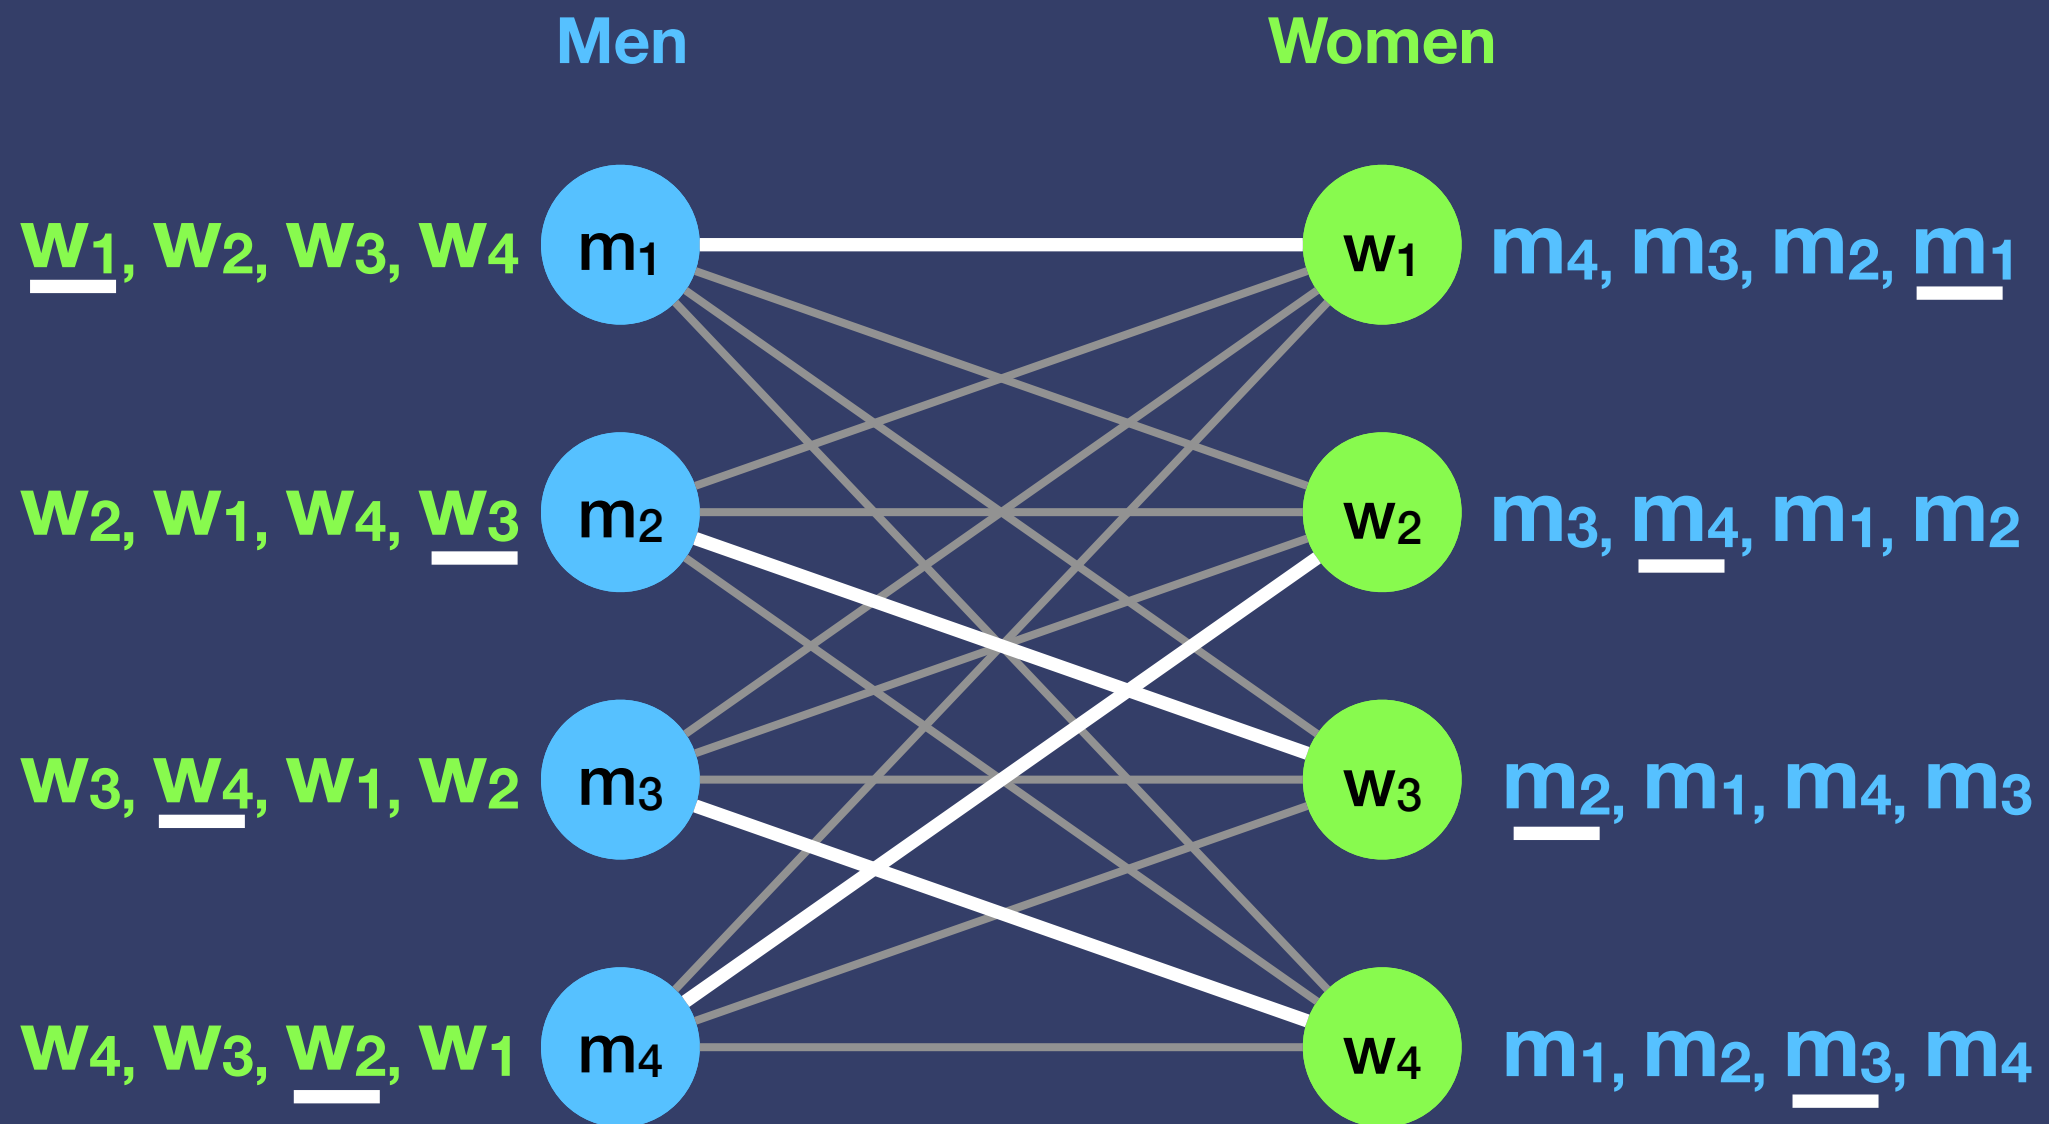 Men Women
w1, w2, w3, w4 m1 w1 m4, m3, m2, m1
w2, w1, w4, w3 m2 w2 m3, m4, m1, m2
w3, w4, w1, w2 m3 w3 m2, m1, m4, m3
w4, w3, w2, w1 m4 w4 m1, m2, m3, m4